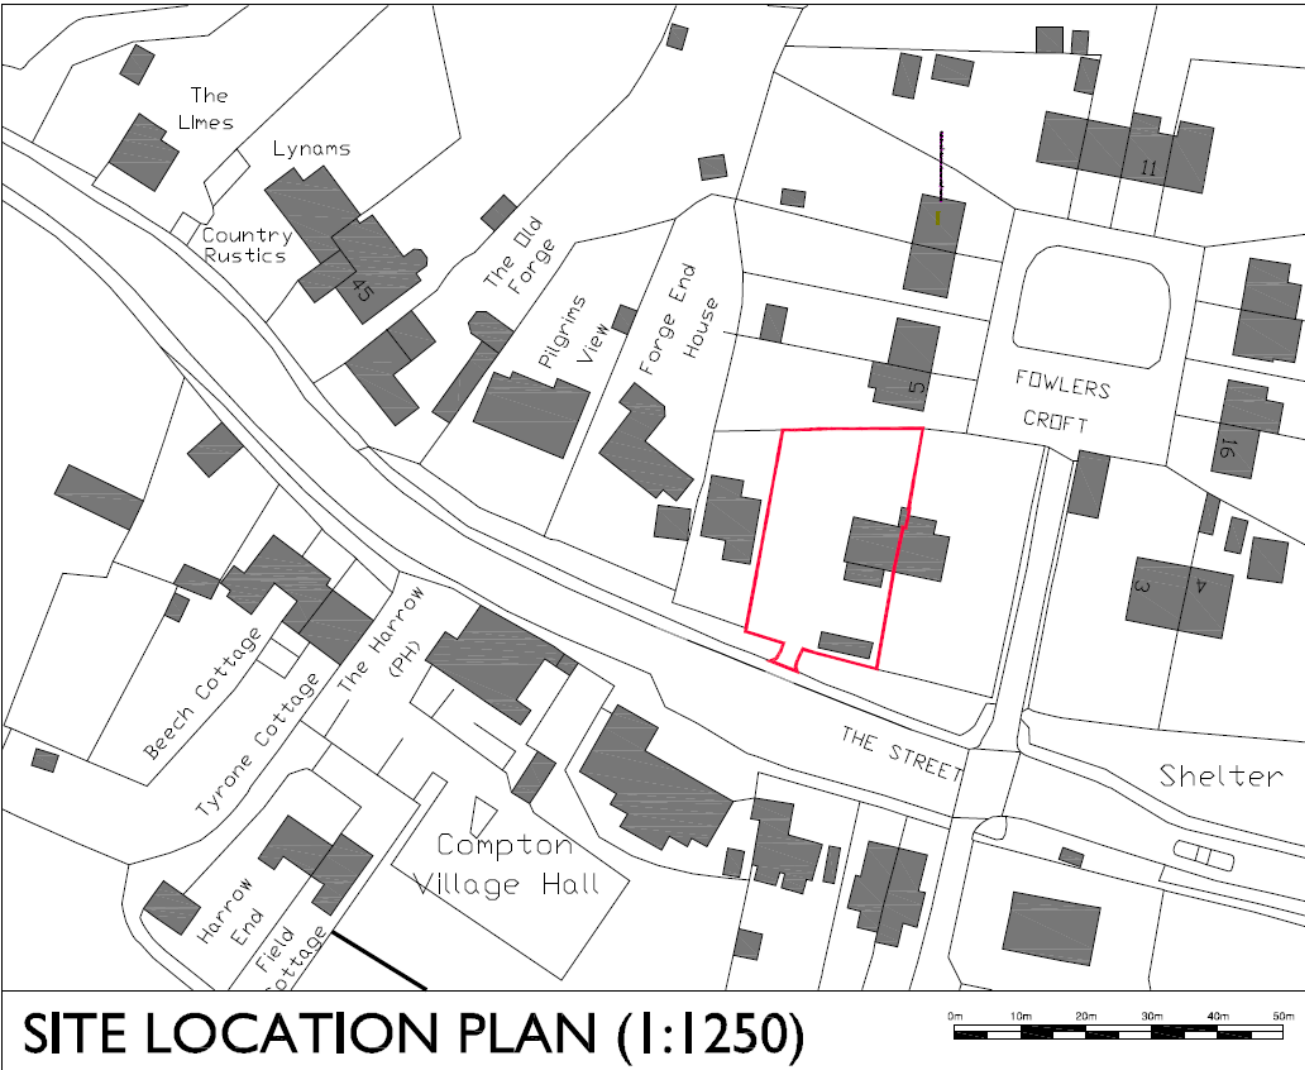 The
LImes
Lynams
Country
Rustics
45
The Old
Forge
Pilgrims
View
Forge End
House
11
5
FOWLERS
CROFT
16
3
4
Beech Cottage
Tyrone Cottage
The Harrow
(PH)
THE STREET
Shelter
Compton
Village Hall
Harrow
End
Field
Cottage
SITE LOCATION PLAN (1:1250)
0m 10m 20m 30m 40m 50m